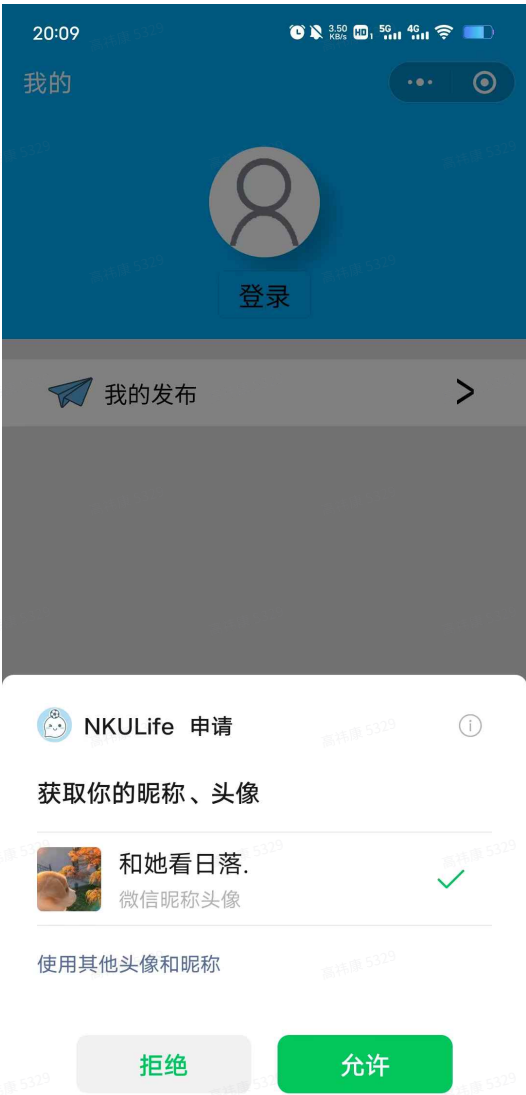 20:09
3.50
KB/s
HD
1
5G
4G
我的
登录
我的发布
>
NKULife 申请
获取你的昵称、头像
和她看日落.
微信昵称头像
使用其他头像和昵称
拒绝
允许